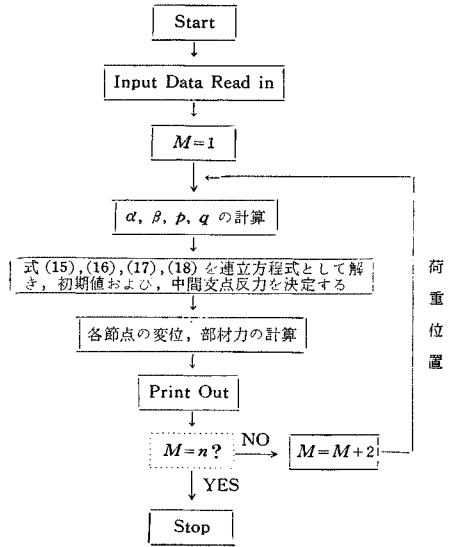 Start
Input Data Read in
M=1
α, β, p, q の計算
式 (15),(16),(17),(18) を連立方程式として解
き, 初期値および, 中間支点反力を決定する
各節点の変位, 部材力の計算
Print Out
M=n?
NO
M=M+2
YES
Stop
荷重位置